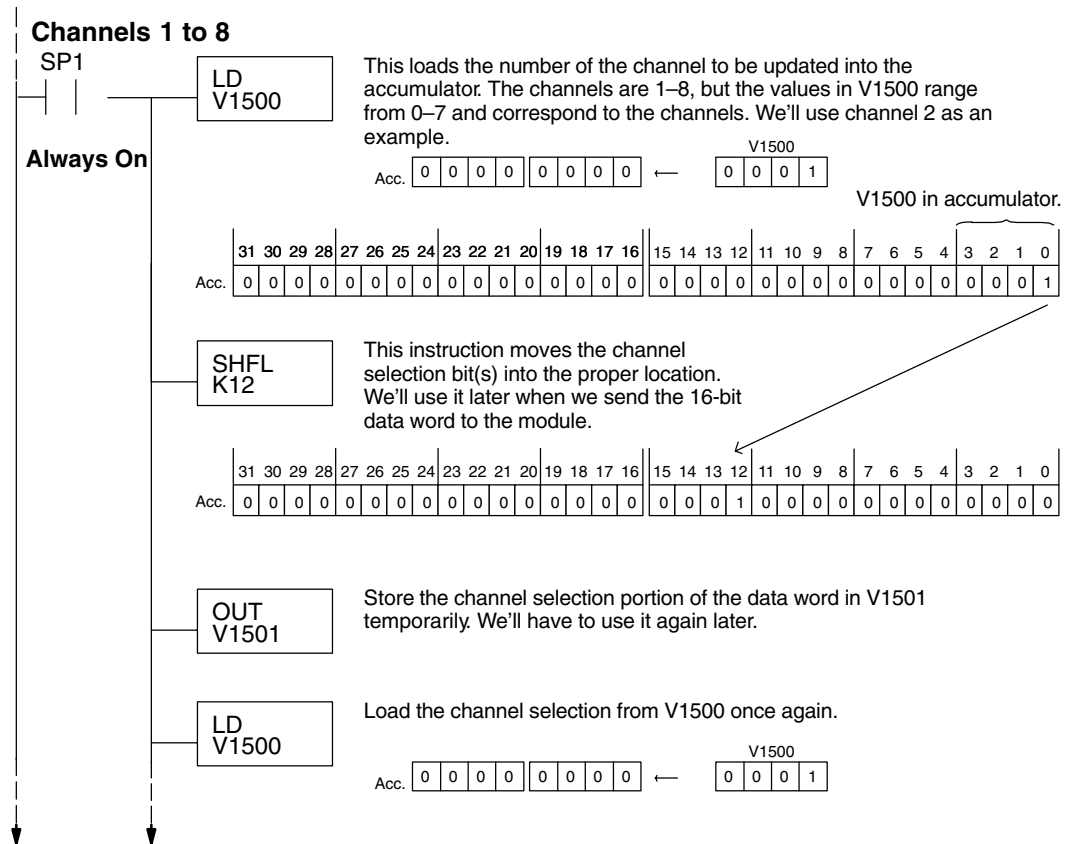 Channels 1 to 8
SP1
Always On
LD
V1500
This loads the number of the channel to be updated into the
accumulator. The channels are 1–8, but the values in V1500 range
from 0–7 and correspond to the channels. We'll use channel 2 as an
example.
V1500
Acc. 0 0 0 0 0 0 0 0 ← 0 0 0 1
V1500 in accumulator.
31 30 29 28 27 26 25 24 23 22 21 20 19 18 17 16 15 14 13 12 11 10 9 8 7 6 5 4 3 2 1 0
Acc. 0 0 0 0 0 0 0 0 0 0 0 0 0 0 0 0 0 0 0 0 0 0 0 0 0 0 0 0 0 0 0 1
SHFL
K12
This instruction moves the channel
selection bit(s) into the proper location.
We'll use it later when we send the 16-bit
data word to the module.
31 30 29 28 27 26 25 24 23 22 21 20 19 18 17 16 15 14 13 12 11 10 9 8 7 6 5 4 3 2 1 0
Acc. 0 0 0 0 0 0 0 0 0 0 0 0 0 0 0 0 0 0 0 1 0 0 0 0 0 0 0 0 0 0 0 0
OUT
V1501
Store the channel selection portion of the data word in V1501
temporarily. We'll have to use it again later.
LD
V1500
Load the channel selection from V1500 once again.
V1500
Acc. 0 0 0 0 0 0 0 0 ← 0 0 0 1